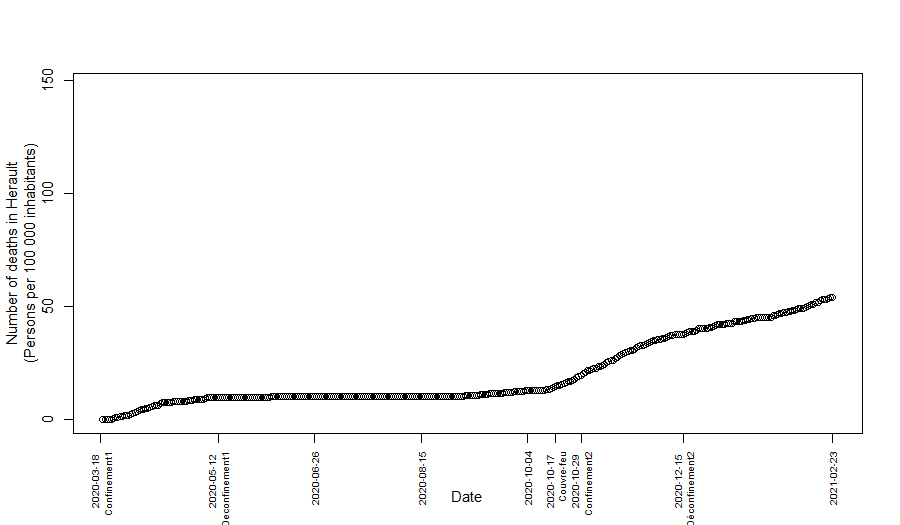 Number of deaths in Herault
(Persons per 100 000 inhabitants)
0
50
100
150
2020-03-18
Confinement1
2020-05-12
Déconfinement1
2020-06-26
2020-08-15
2020-10-04
2020-10-17
Couvre-feu
2020-10-29
Confinement2
2020-12-15
Déconfinement2
2021-02-23
Date